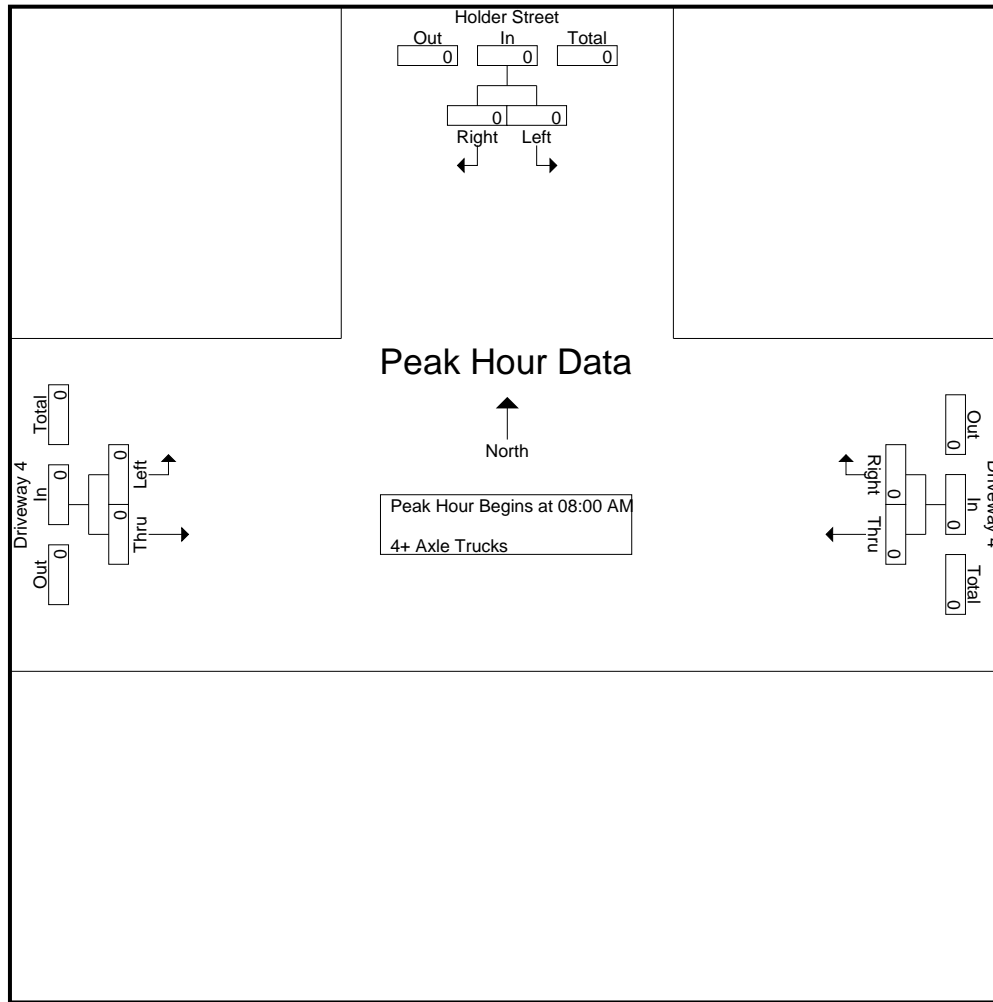 Holder Street
Out In Total
0 0 0
0 0
Right Left
Peak Hour Data
North
Peak Hour Begins at 08:00 AM
4+ Axle Trucks
Driveway 4
Out In Total
0 0 0
0 0
Thru Left
Driveway 4
Out In Total
0 0 0
0 0
Right Thru